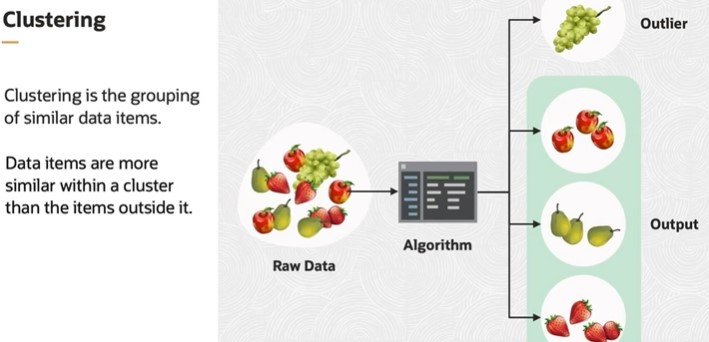 Clustering
Clustering is the grouping
of similar data items.
Data items are more
similar within a cluster
than the items outside it.
Raw Data
Algorithm
Outlier
Output